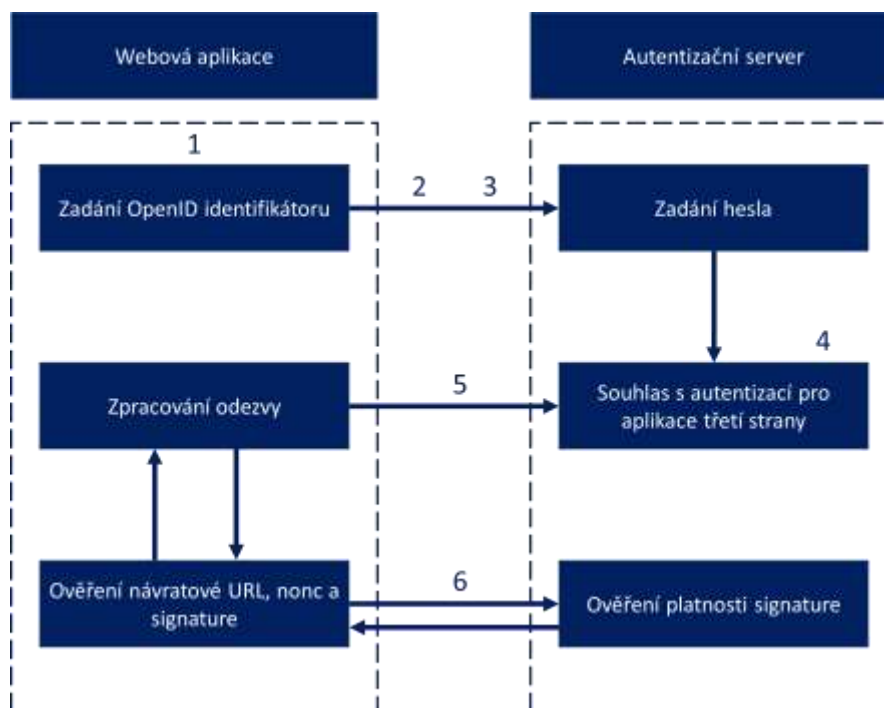 Webová aplikace
Autentizační server
1
Zadání OpenID identifikátoru
2
3
Zadání hesla
4
Zpracování odezvy
5
Souhlas s autentizací pro
aplikace třetí strany
Ověření návratové URL, nonc a
signature
6
Ověření platnosti signature